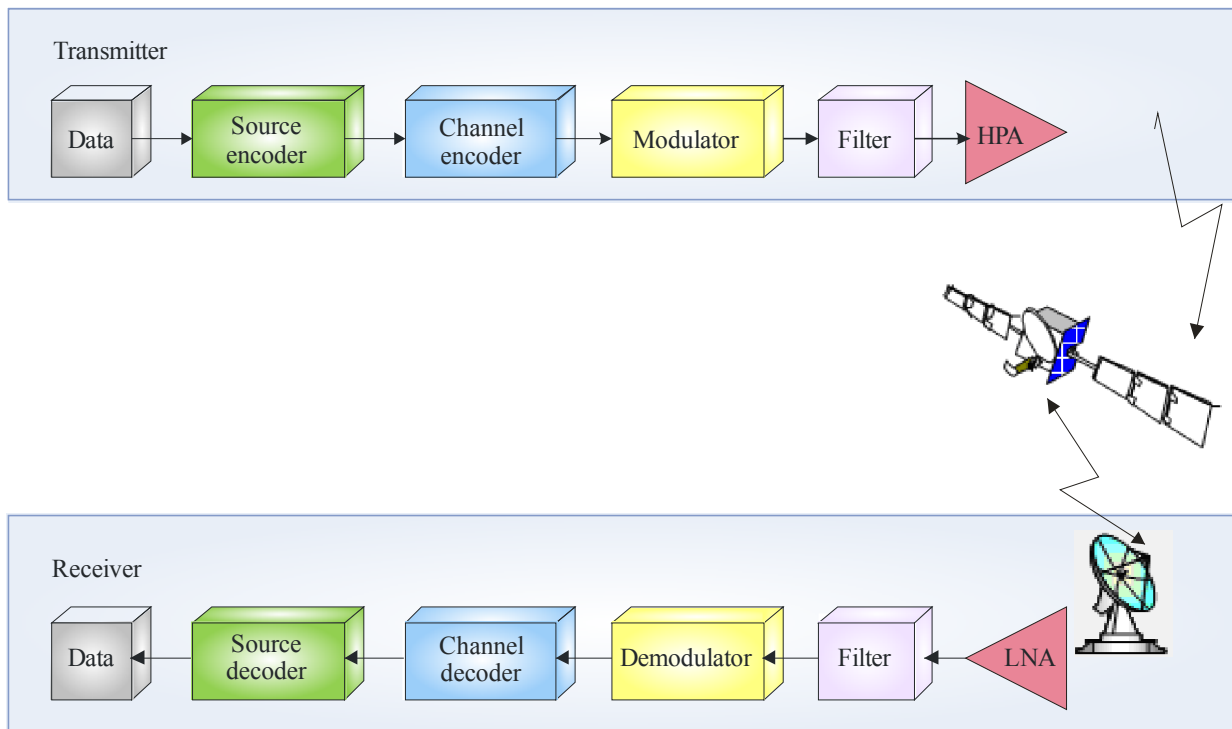 Transmitter
Data
Source
encoder
Channel
encoder
Modulator
Filter
HPA
Receiver
Data
Source
decoder
Channel
decoder
Demodulator
Filter
LNA